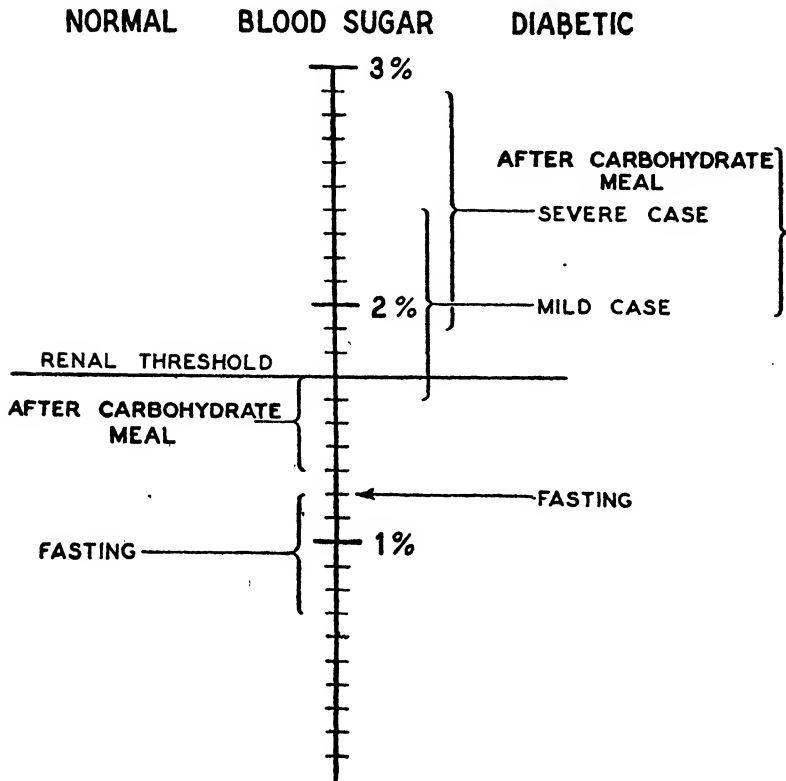 NORMAL BLOOD SUGAR DIABETIC
3%
AFTER CARBOHYDRATE
MEAL
SEVERE CASE
2%
MILD CASE
RENAL THRESHOLD
AFTER CARBOHYDRATE
MEAL
FASTING
1%
FASTING